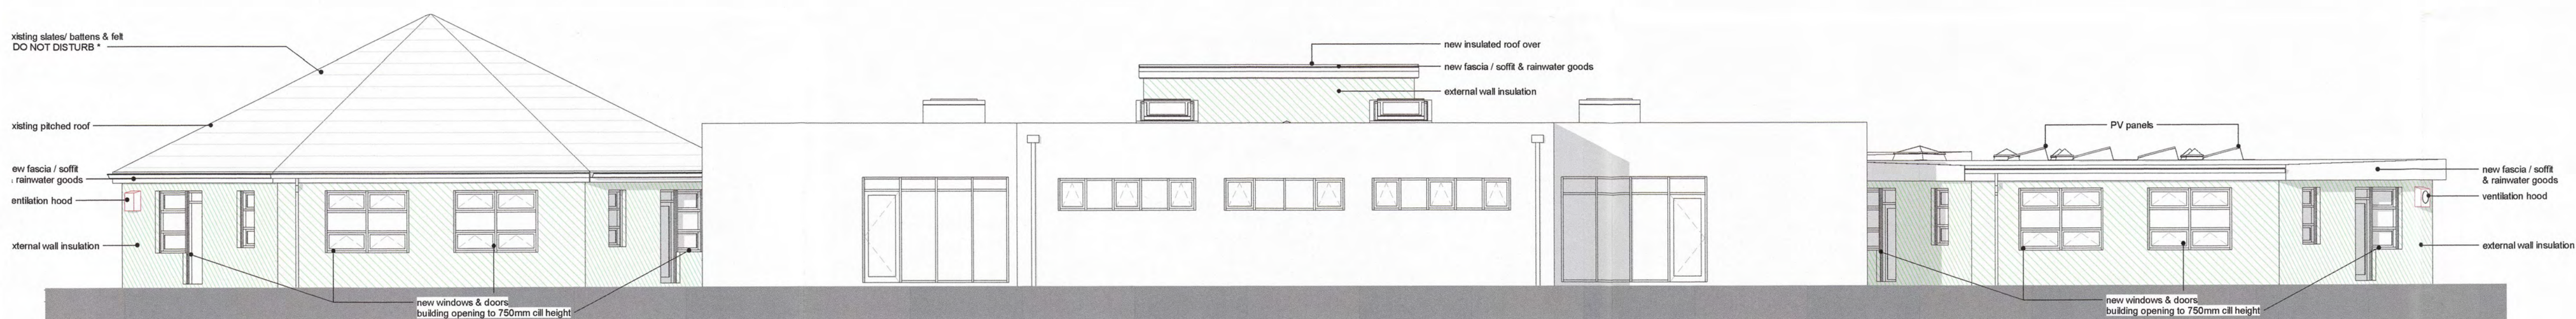 xisting slates/ battens & felt
DO NOT DISTURB *
xisting pitched roof
ew fascia / soffit
rainwater goods
entilation hood
xternal wall insulation
new windows & doors
building opening to 750mm cill height
new insulated roof over
new fascia / soffit & rainwater goods
external wall insulation
PV panels
new fascia / soffit
& rainwater goods
ventilation hood
external wall insulation
new windows & doors
building opening to 750mm cill height